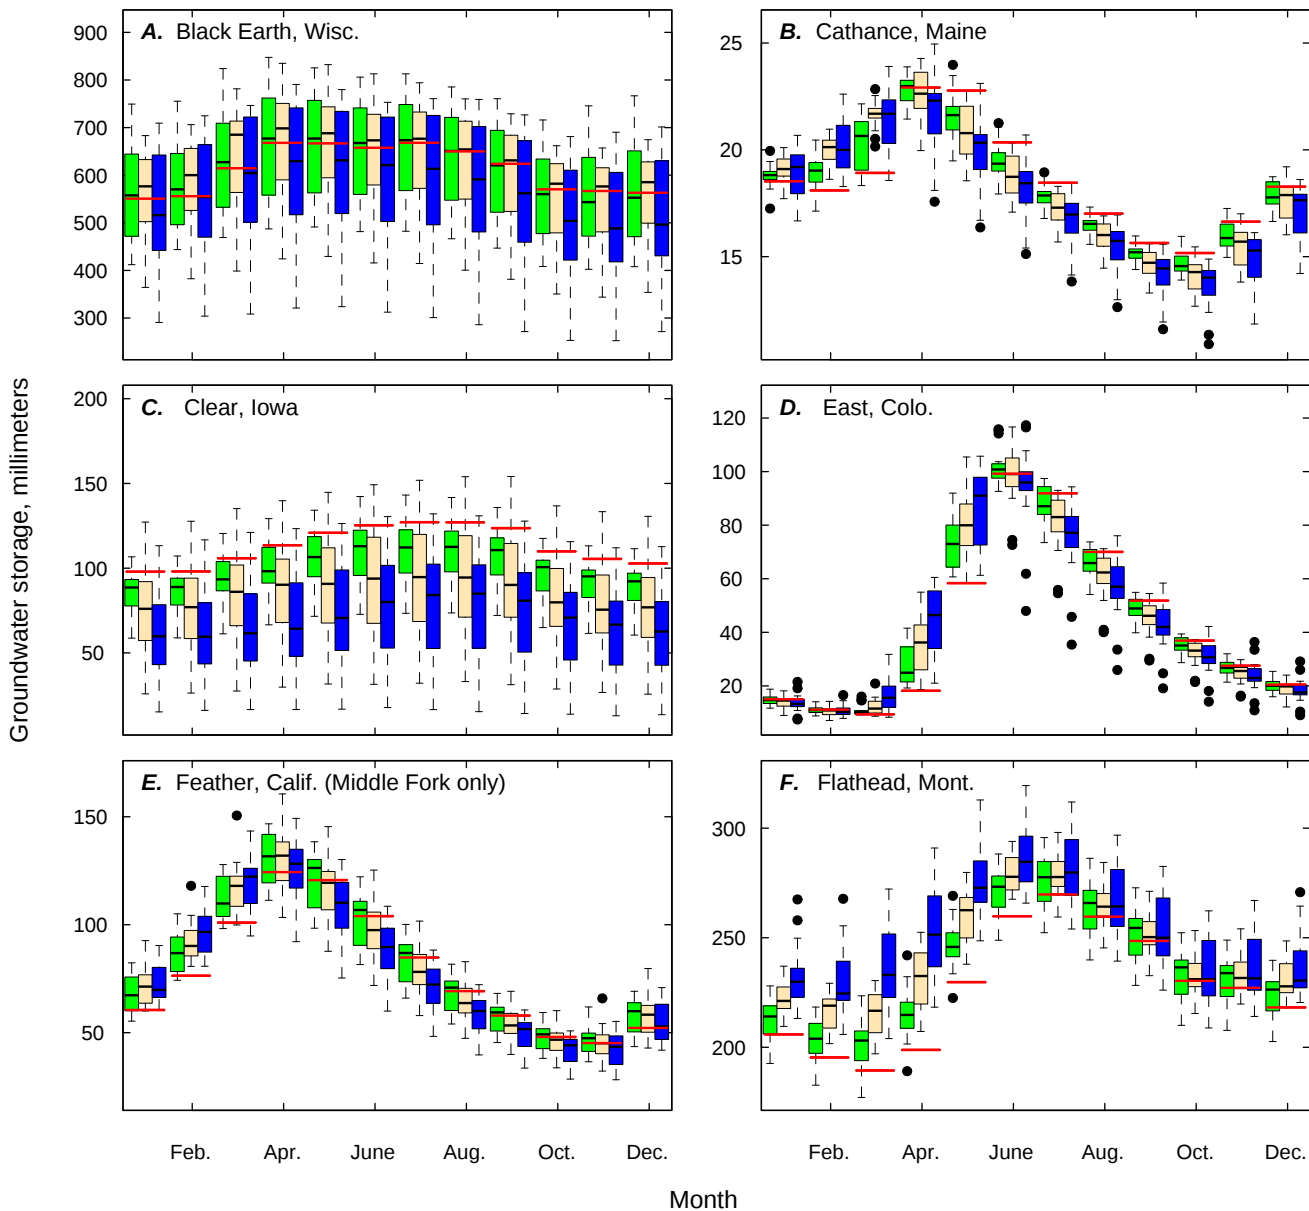 Groundwater storage, millimeters
A. Black Earth, Wisc.
900
800
700
600
500
400
300
B. Cathance, Maine
25
20
15
C. Clear, Iowa
200
150
100
50
D. East, Colo.
120
100
80
60
40
20
E. Feather, Calif. (Middle Fork only)
150
100
50
F. Flathead, Mont.
300
250
200
Feb. Apr. June Aug. Oct. Dec.
Feb. Apr. June Aug. Oct. Dec.
Month